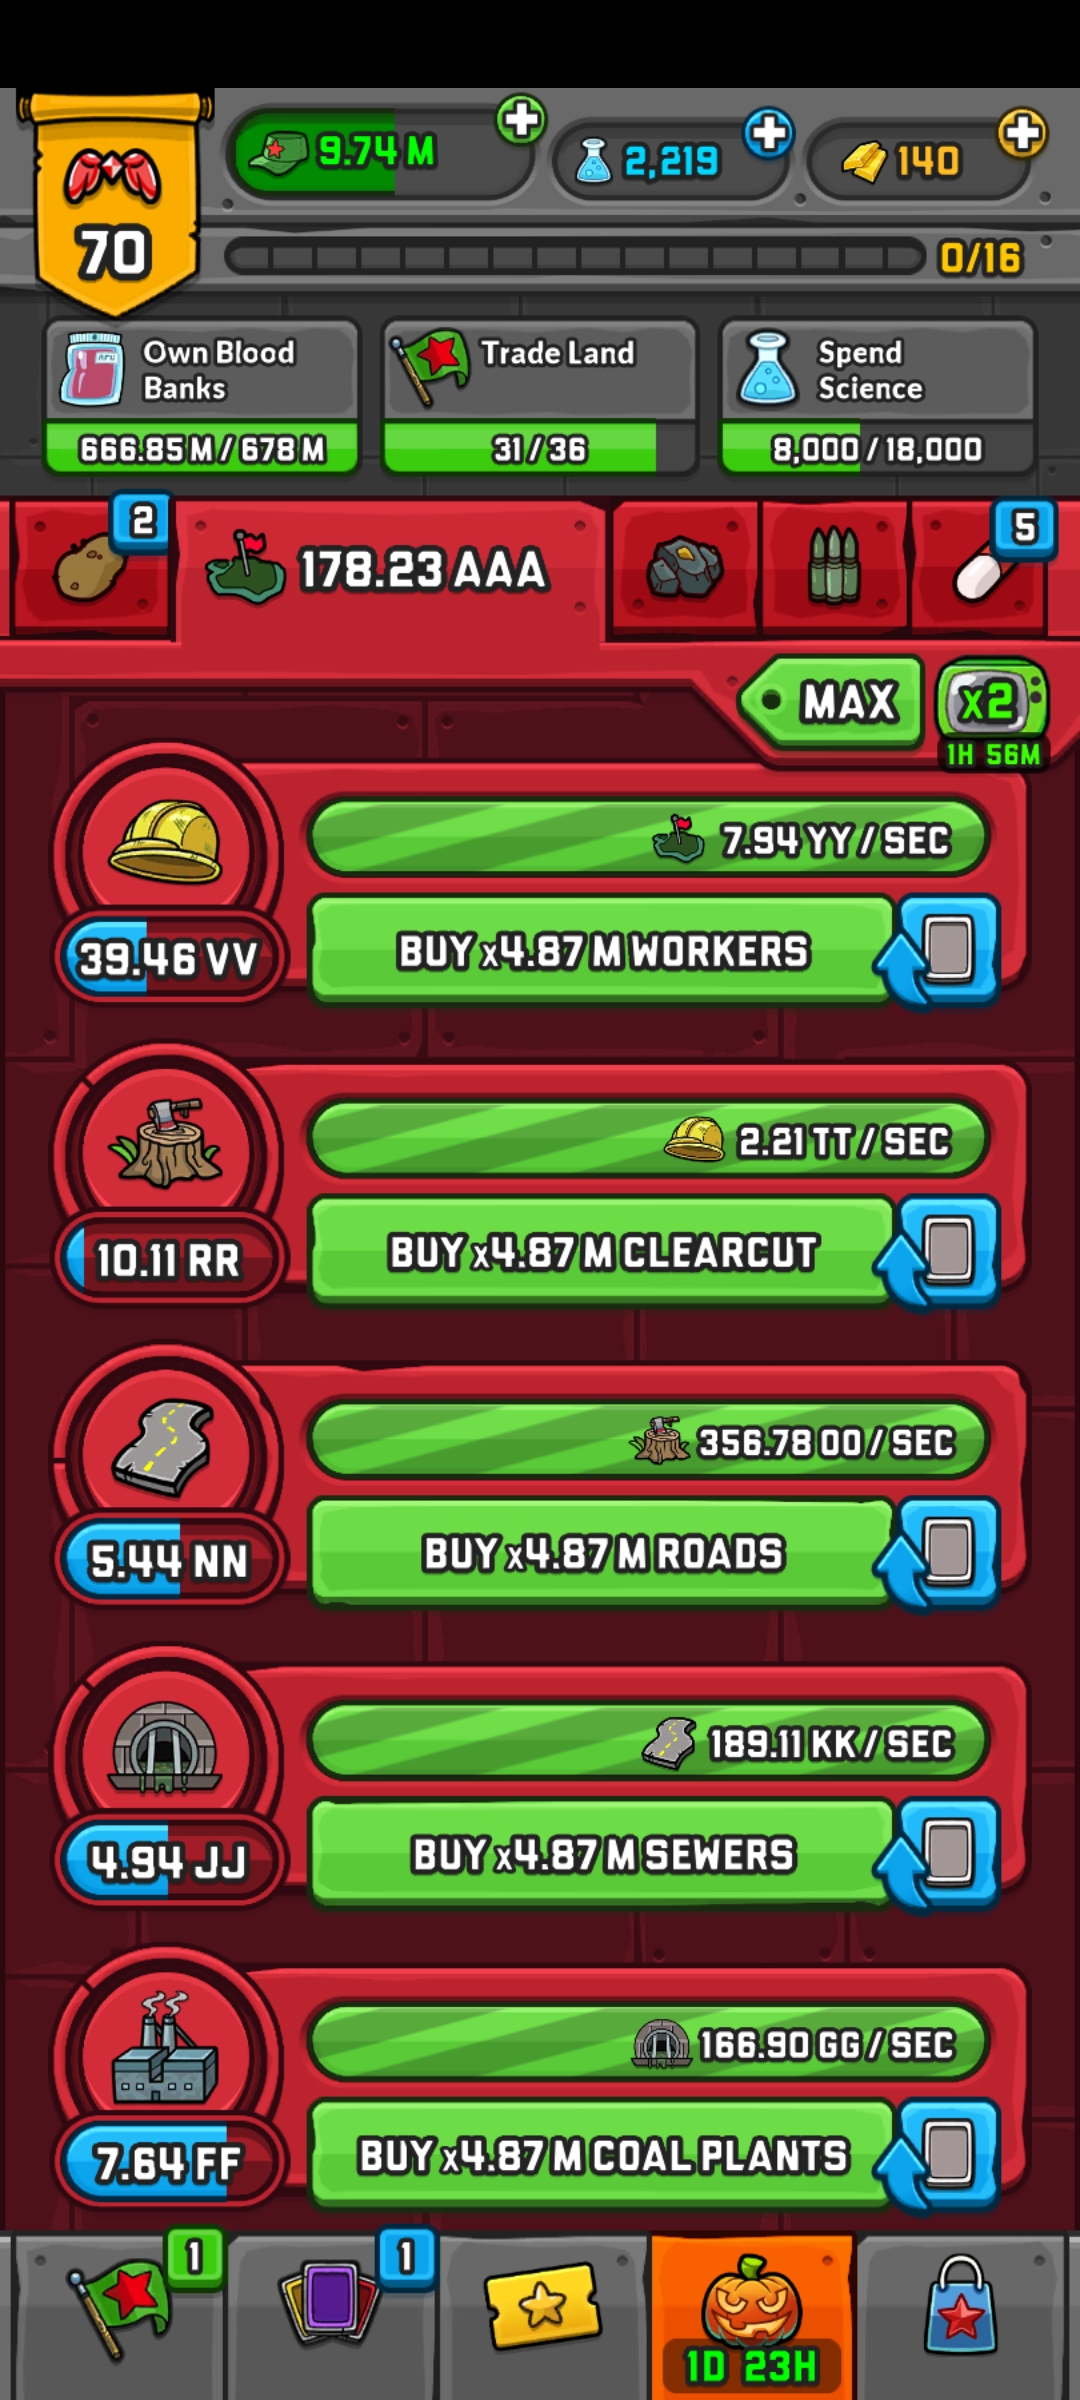 70
9.74 M
2,219
140
0/16
Own Blood
Banks
666.85 M / 678 M
Trade Land
31 / 36
Spend
Science
8,000 / 18,000
2
178.23 AAA
5
MAX
x2
1H 56M
7.94 YY / SEC
39.46 VV
BUY x4.87 M WORKERS
2.21 TT / SEC
10.11 RR
BUY x4.87 M CLEARCUT
356.78 OO / SEC
5.44 NN
BUY x4.87 M ROADS
189.11 KK / SEC
4.94 JJ
BUY x4.87 M SEWERS
166.90 GG / SEC
7.64 FF
BUY x4.87 M COAL PLANTS
1
1
1D 23H